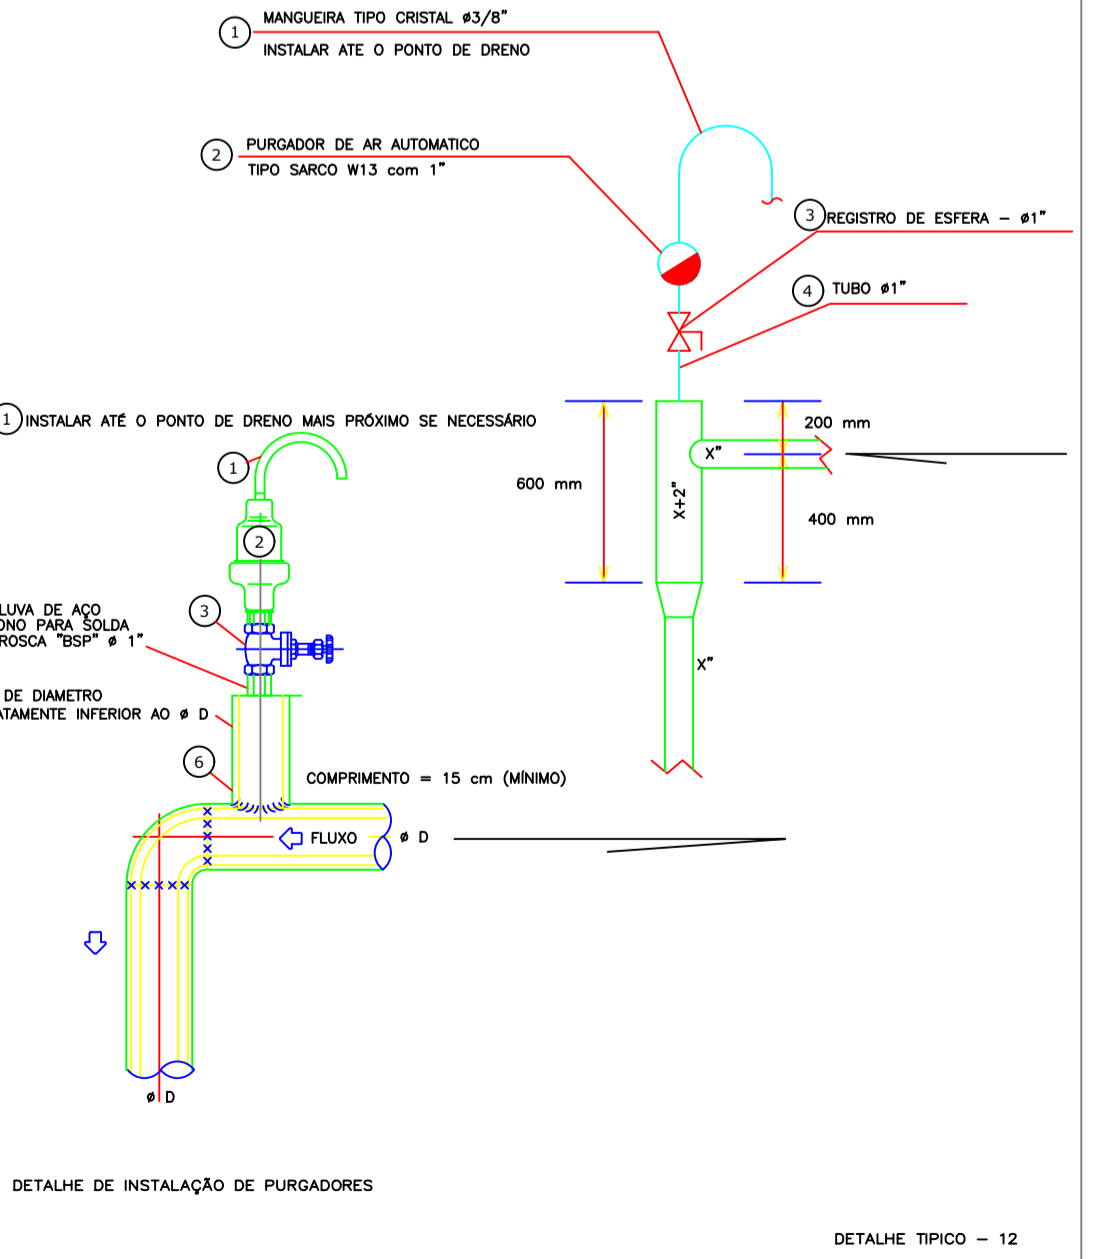 1
MANGUEIRA TIPO CRISTAL ø3/8"
INSTALAR ATE O PONTO DE DRENO
2
PURGADOR DE AR AUTOMATICO
TIPO SARCO W13 com 1"
3
REGISTRO DE ESFERA - ø1"
4
TUBO ø1"
1
INSTALAR ATÉ O PONTO DE DRENO MAIS PRÓXIMO SE NECESSÁRIO
200 mm
X"
1
600 mm
X+2"
400 mm
2
LUVA DE AÇO
ONO PARA SOLDA
ROSCA "BSP" ø 1"
3
X"
DE DIAMETRO
ATAMENTE INFERIOR AO ø D
6
COMPRIMENTO = 15 cm (MÍNIMO)
FLUXO
ø D
ø D
DETALHE DE INSTALAÇÃO DE PURGADORES
DETALHE TIPICO - 12